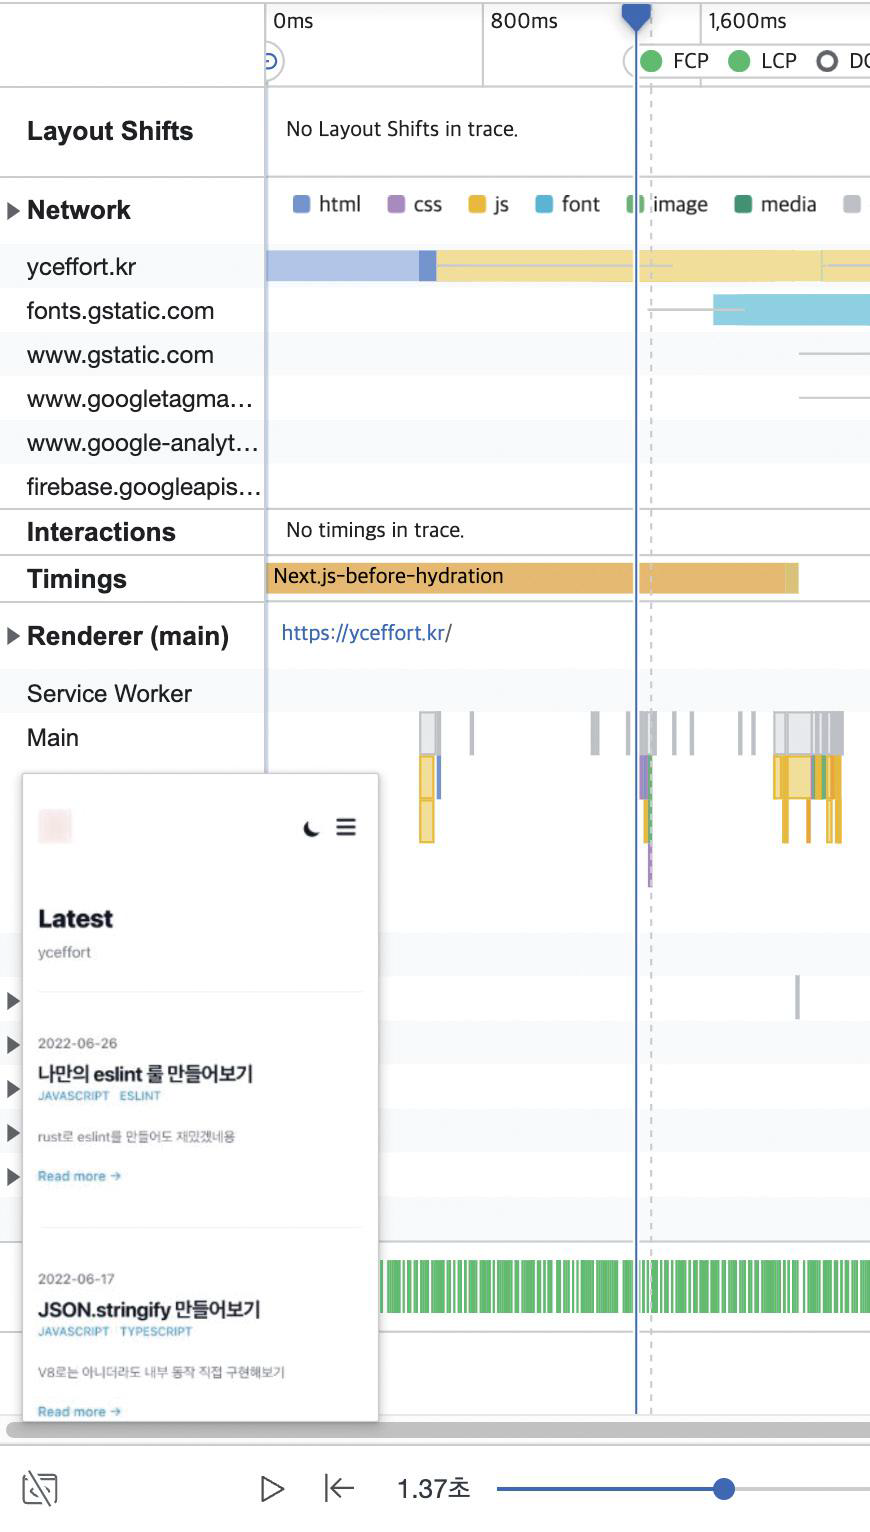 0ms 800ms 1,600ms
FCP LCP DC
Layout Shifts No Layout Shifts in trace.
Network html css js font image media
yceffort.kr
fonts.gstatic.com
www.gstatic.com
www.googletagma...
www.google-analyt...
firebase.googleapis...
Interactions No timings in trace.
Timings Next.js-before-hydration
Renderer (main) https://yceffort.kr/
Service Worker
Main
Latest
yceffort
2022-06-26
나만의 eslint 룰 만들어보기
JAVASCRIPT ESLINT
rust로 eslint를 만들어도 재밌겠네용
Read more →
2022-06-17
JSON.stringify 만들어보기
JAVASCRIPT TYPESCRIPT
V8로는 아니더라도 내부 동작 직접 구현해보기
Read more →
1.37초